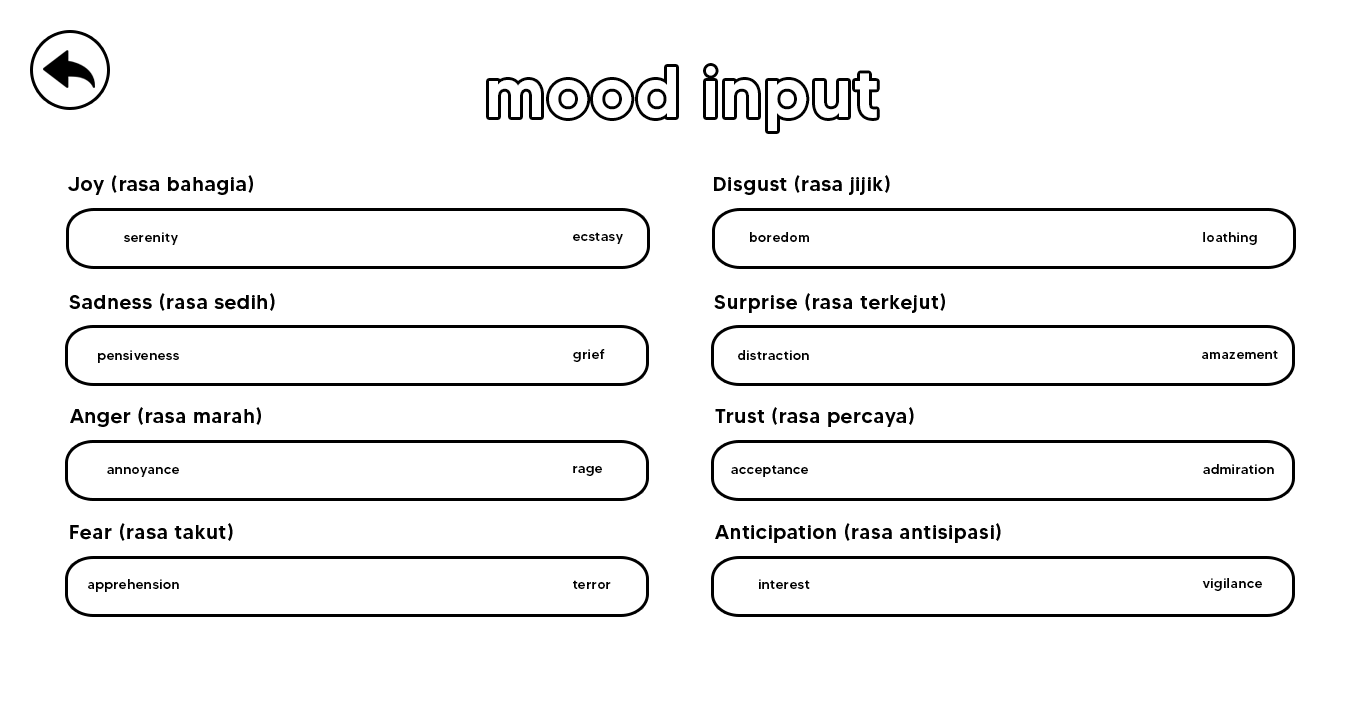 mood input
Joy (rasa bahagia)
serenity ecstasy
Sadness (rasa sedih)
pensiveness grief
Anger (rasa marah)
annoyance rage
Fear (rasa takut)
apprehension terror
Disgust (rasa jijik)
boredom loathing
Surprise (rasa terkejut)
distraction amazement
Trust (rasa percaya)
acceptance admiration
Anticipation (rasa antisipasi)
interest vigilance